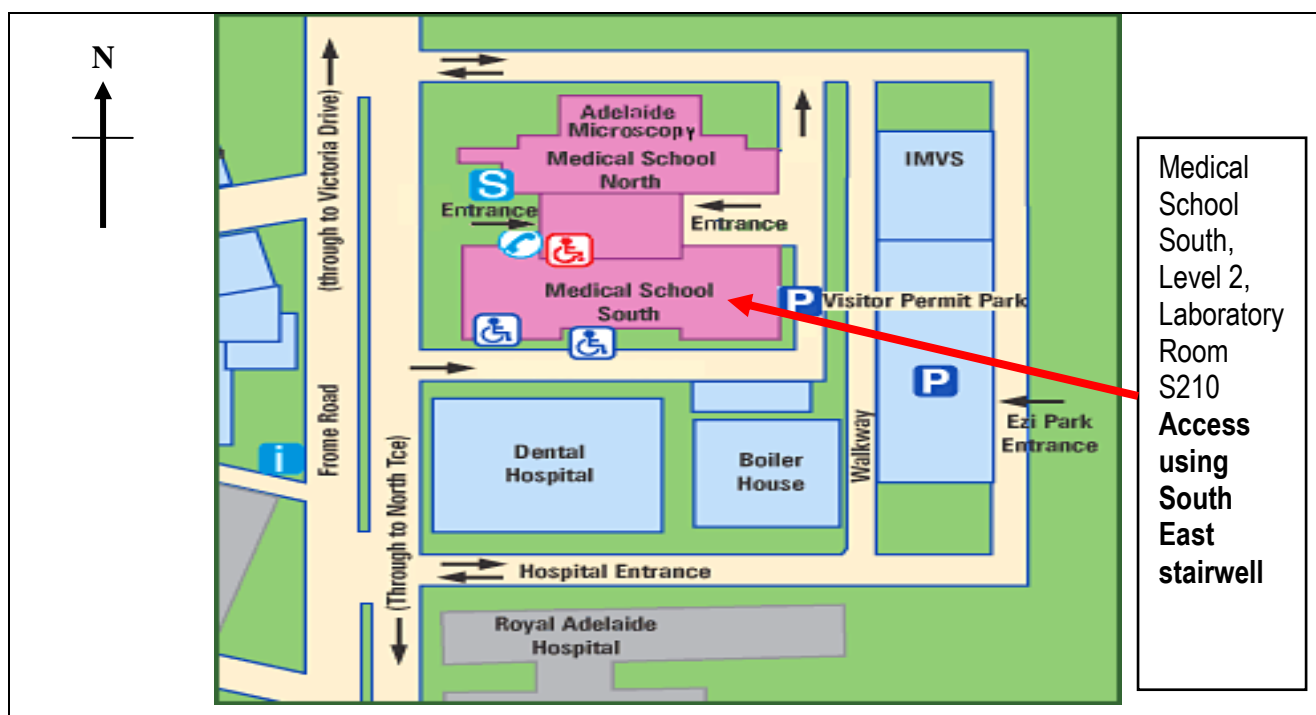 N
(through to Victoria Drive)
Adelaide
Microscopy
Medical School
North
IMVS
S
Entrance
Entrance
Medical School
South
P
Visitor Permit Park
P
Frome Road
i
Dental
Hospital
Boiler
House
Walkway
Ezi Park
Entrance
(Through to North Tce)
Hospital Entrance
Royal Adelaide
Hospital
Medical
School
South,
Level 2,
Laboratory
Room
S210
Access
using
South
East
stairwell